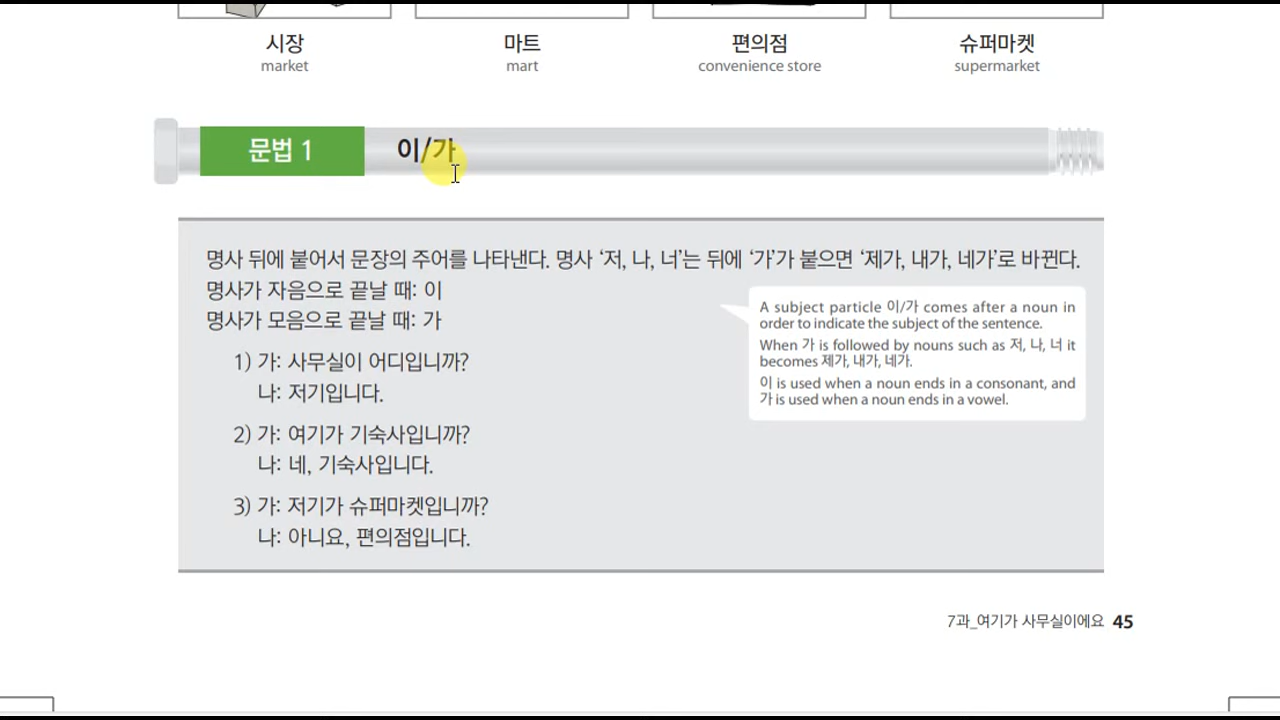 시장 마트 편의점 슈퍼마켓
market mart convenience store supermarket
문법 1 이/가
명사 뒤에 붙어서 문장의 주어를 나타낸다. 명사 ‘저, 나, 너’는 뒤에 ‘가’가 붙으면 ‘제가, 내가, 네가’로 바뀐다.
명사가 자음으로 끝날 때: 이
명사가 모음으로 끝날 때: 가
A subject particle 이/가 comes after a noun in
order to indicate the subject of the sentence.
When 가 is followed by nouns such as 저, 나, 너 it
becomes 제가, 내가, 네가.
이 is used when a noun ends in a consonant, and
가 is used when a noun ends in a vowel.
1) 가: 사무실이 어디입니까?
나: 저기입니다.
2) 가: 여기가 기숙사입니까?
나: 네, 기숙사입니다.
3) 가: 저기가 슈퍼마켓입니까?
나: 아니요, 편의점입니다.
7과_여기가 사무실이에요 45